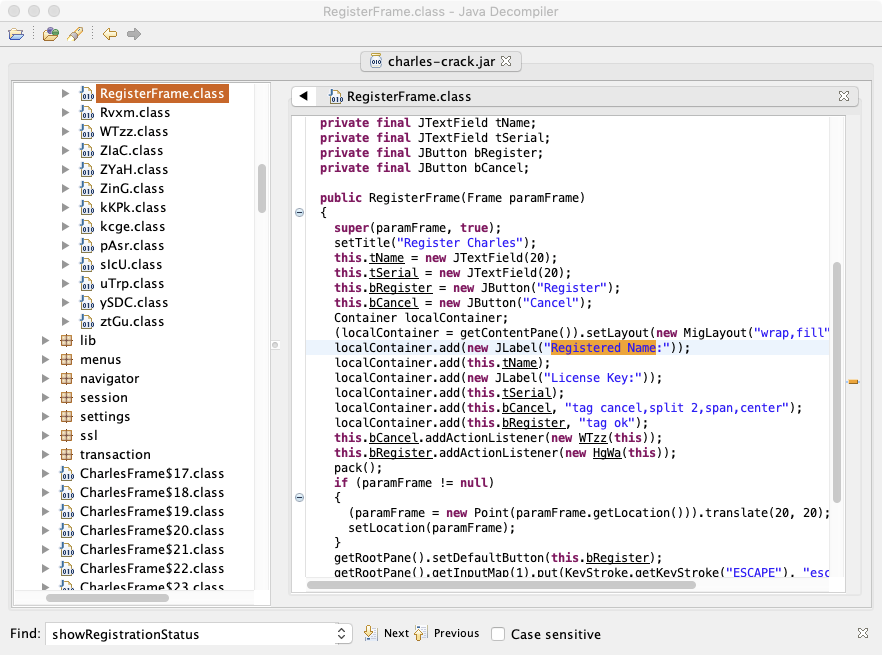 RegisterFrame.class - Java Decompiler
charles-crack.jar
RegisterFrame.class
Rvxm.class
WTzz.class
ZIaC.class
ZYaH.class
ZinG.class
kKPk.class
kcge.class
pAsr.class
slcU.class
uTrp.class
ySDC.class
ztGu.class
lib
menus
navigator
session
settings
ssl
transaction
CharlesFrame$17.class
CharlesFrame$18.class
CharlesFrame$19.class
CharlesFrame$20.class
CharlesFrame$21.class
CharlesFrame$22.class
CharlesFrame$23.class
RegisterFrame.class
private final JTextField tName;
private final JTextField tSerial;
private final JButton bRegister;
private final JButton bCancel;
public RegisterFrame(Frame paramFrame)
{
super(paramFrame, true);
setTitle("Register Charles");
this.tName = new JTextField(20);
this.tSerial = new JTextField(20);
this.bRegister = new JButton("Register");
this.bCancel = new JButton("Cancel");
Container localContainer;
(localContainer = getContentPane()).setLayout(new MigLayout("wrap,fill"
localContainer.add(new JLabel("Registered Name:"));
localContainer.add(this.tName);
localContainer.add(new JLabel("License Key:"));
localContainer.add(this.tSerial);
localContainer.add(this.bCancel, "tag cancel,split 2,span,center");
localContainer.add(this.bRegister, "tag ok");
this.bCancel.addActionListener(new WTzz(this));
this.bRegister.addActionListener(new HgWa(this));
pack();
if (paramFrame != null)
{
(paramFrame = new Point(paramFrame.getLocation())).translate(20, 20);
setLocation(paramFrame);
}
getRootPane().setDefaultButton(this.bRegister);
getRootPane().getInputMap(1).put(KeyStroke.getKeyStroke("ESCAPE"), "esc
Find: showRegistrationStatus Next Previous Case sensitive